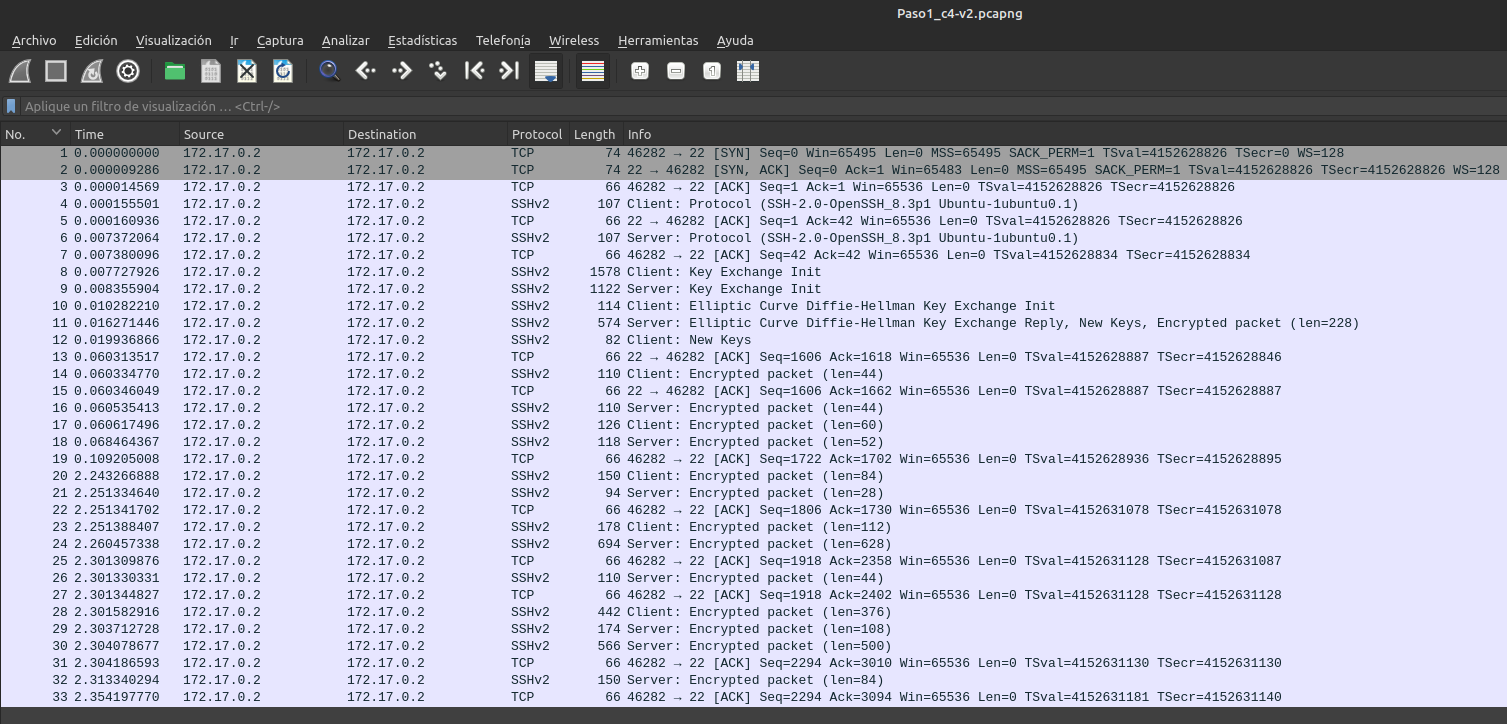 Paso1_c4-v2.pcapng
Archivo Edición Visualización Ir Captura Analizar Estadísticas Telefonía Wireless Herramientas Ayuda
Aplique un filtro de visualización … <Ctrl-/>
No. Time Source Destination Protocol Length Info
1 0.000000000 172.17.0.2 172.17.0.2 TCP 74 46282 → 22 [SYN] Seq=0 Win=65495 Len=0 MSS=65495 SACK_PERM=1 TSval=4152628826 TSecr=0 WS=128
2 0.000009286 172.17.0.2 172.17.0.2 TCP 74 22 → 46282 [SYN, ACK] Seq=0 Ack=1 Win=65483 Len=0 MSS=65495 SACK_PERM=1 TSval=4152628826 TSecr=4152628826 WS=128
3 0.000014569 172.17.0.2 172.17.0.2 TCP 66 46282 → 22 [ACK] Seq=1 Ack=1 Win=65536 Len=0 TSval=4152628826 TSecr=4152628826
4 0.000155501 172.17.0.2 172.17.0.2 SSHv2 107 Client: Protocol (SSH-2.0-OpenSSH_8.3p1 Ubuntu-1ubuntu0.1)
5 0.000160936 172.17.0.2 172.17.0.2 TCP 66 22 → 46282 [ACK] Seq=1 Ack=42 Win=65536 Len=0 TSval=4152628826 TSecr=4152628826
6 0.007372064 172.17.0.2 172.17.0.2 SSHv2 107 Server: Protocol (SSH-2.0-OpenSSH_8.3p1 Ubuntu-1ubuntu0.1)
7 0.007380096 172.17.0.2 172.17.0.2 TCP 66 46282 → 22 [ACK] Seq=42 Ack=42 Win=65536 Len=0 TSval=4152628834 TSecr=4152628834
8 0.007727926 172.17.0.2 172.17.0.2 SSHv2 1578 Client: Key Exchange Init
9 0.008355904 172.17.0.2 172.17.0.2 SSHv2 1122 Server: Key Exchange Init
10 0.010282210 172.17.0.2 172.17.0.2 SSHv2 114 Client: Elliptic Curve Diffie-Hellman Key Exchange Init
11 0.016271446 172.17.0.2 172.17.0.2 SSHv2 574 Server: Elliptic Curve Diffie-Hellman Key Exchange Reply, New Keys, Encrypted packet (len=228)
12 0.019936866 172.17.0.2 172.17.0.2 SSHv2 82 Client: New Keys
13 0.060313517 172.17.0.2 172.17.0.2 TCP 66 22 → 46282 [ACK] Seq=1606 Ack=1618 Win=65536 Len=0 TSval=4152628887 TSecr=4152628846
14 0.060334770 172.17.0.2 172.17.0.2 SSHv2 110 Client: Encrypted packet (len=44)
15 0.060346049 172.17.0.2 172.17.0.2 TCP 66 22 → 46282 [ACK] Seq=1606 Ack=1662 Win=65536 Len=0 TSval=4152628887 TSecr=4152628887
16 0.060535413 172.17.0.2 172.17.0.2 SSHv2 110 Server: Encrypted packet (len=44)
17 0.060617496 172.17.0.2 172.17.0.2 SSHv2 126 Client: Encrypted packet (len=60)
18 0.068464367 172.17.0.2 172.17.0.2 SSHv2 118 Server: Encrypted packet (len=52)
19 0.109205008 172.17.0.2 172.17.0.2 TCP 66 46282 → 22 [ACK] Seq=1722 Ack=1702 Win=65536 Len=0 TSval=4152628936 TSecr=4152628895
20 2.243266888 172.17.0.2 172.17.0.2 SSHv2 150 Client: Encrypted packet (len=84)
21 2.251334640 172.17.0.2 172.17.0.2 SSHv2 94 Server: Encrypted packet (len=28)
22 2.251341702 172.17.0.2 172.17.0.2 TCP 66 46282 → 22 [ACK] Seq=1806 Ack=1730 Win=65536 Len=0 TSval=4152631078 TSecr=4152631078
23 2.251388407 172.17.0.2 172.17.0.2 SSHv2 178 Client: Encrypted packet (len=112)
24 2.260457338 172.17.0.2 172.17.0.2 SSHv2 694 Server: Encrypted packet (len=628)
25 2.301309876 172.17.0.2 172.17.0.2 TCP 66 46282 → 22 [ACK] Seq=1918 Ack=2358 Win=65536 Len=0 TSval=4152631128 TSecr=4152631087
26 2.301330331 172.17.0.2 172.17.0.2 SSHv2 110 Server: Encrypted packet (len=44)
27 2.301344827 172.17.0.2 172.17.0.2 TCP 66 46282 → 22 [ACK] Seq=1918 Ack=2402 Win=65536 Len=0 TSval=4152631128 TSecr=4152631128
28 2.301582916 172.17.0.2 172.17.0.2 SSHv2 442 Client: Encrypted packet (len=376)
29 2.303712728 172.17.0.2 172.17.0.2 SSHv2 174 Server: Encrypted packet (len=108)
30 2.304078677 172.17.0.2 172.17.0.2 SSHv2 566 Server: Encrypted packet (len=500)
31 2.304186593 172.17.0.2 172.17.0.2 TCP 66 46282 → 22 [ACK] Seq=2294 Ack=3010 Win=65536 Len=0 TSval=4152631130 TSecr=4152631130
32 2.313340294 172.17.0.2 172.17.0.2 SSHv2 150 Server: Encrypted packet (len=84)
33 2.354197770 172.17.0.2 172.17.0.2 TCP 66 46282 → 22 [ACK] Seq=2294 Ack=3094 Win=65536 Len=0 TSval=4152631181 TSecr=4152631140